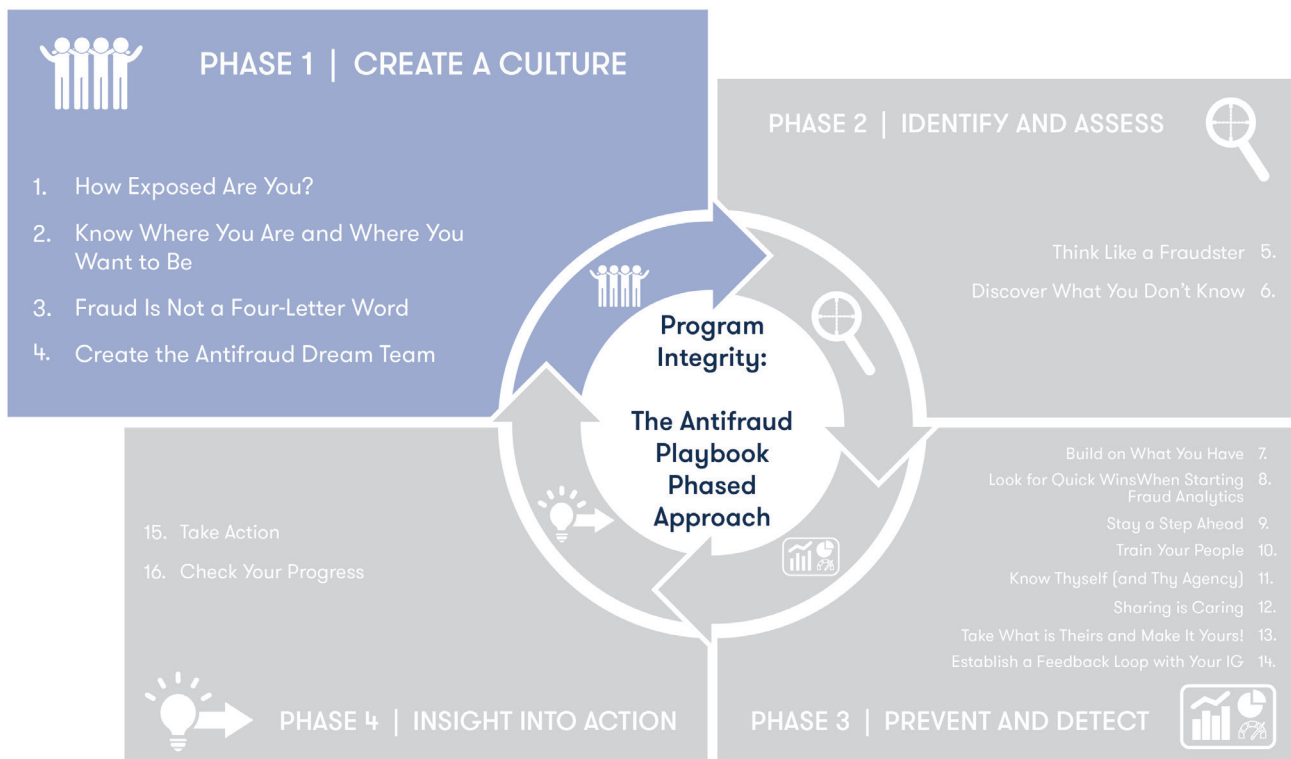 PHASE 1 | CREATE A CULTURE
1. How Exposed Are You?
2. Know Where You Are and Where You
Want to Be
3. Fraud Is Not a Four-Letter Word
4. Create the Antifraud Dream Team
PHASE 2 | IDENTIFY AND ASSESS
Think Like a Fraudster 5.
Discover What You Don't Know 6.
Program
Integrity:
The Antifraud
Playbook
Phased
Approach
Build on What You Have 7.
Look for Quick WinsWhen Starting 8.
Fraud Analytics
Stay a Step Ahead 9.
Train Your People 10.
Know Thyself (and Thy Agency) 11.
Sharing is Caring 12.
Take What is Theirs and Make It Yours! 13.
Establish a Feedback Loop with Your IG 14.
PHASE 3 | PREVENT AND DETECT
15. Take Action
16. Check Your Progress
PHASE 4 | INSIGHT INTO ACTION